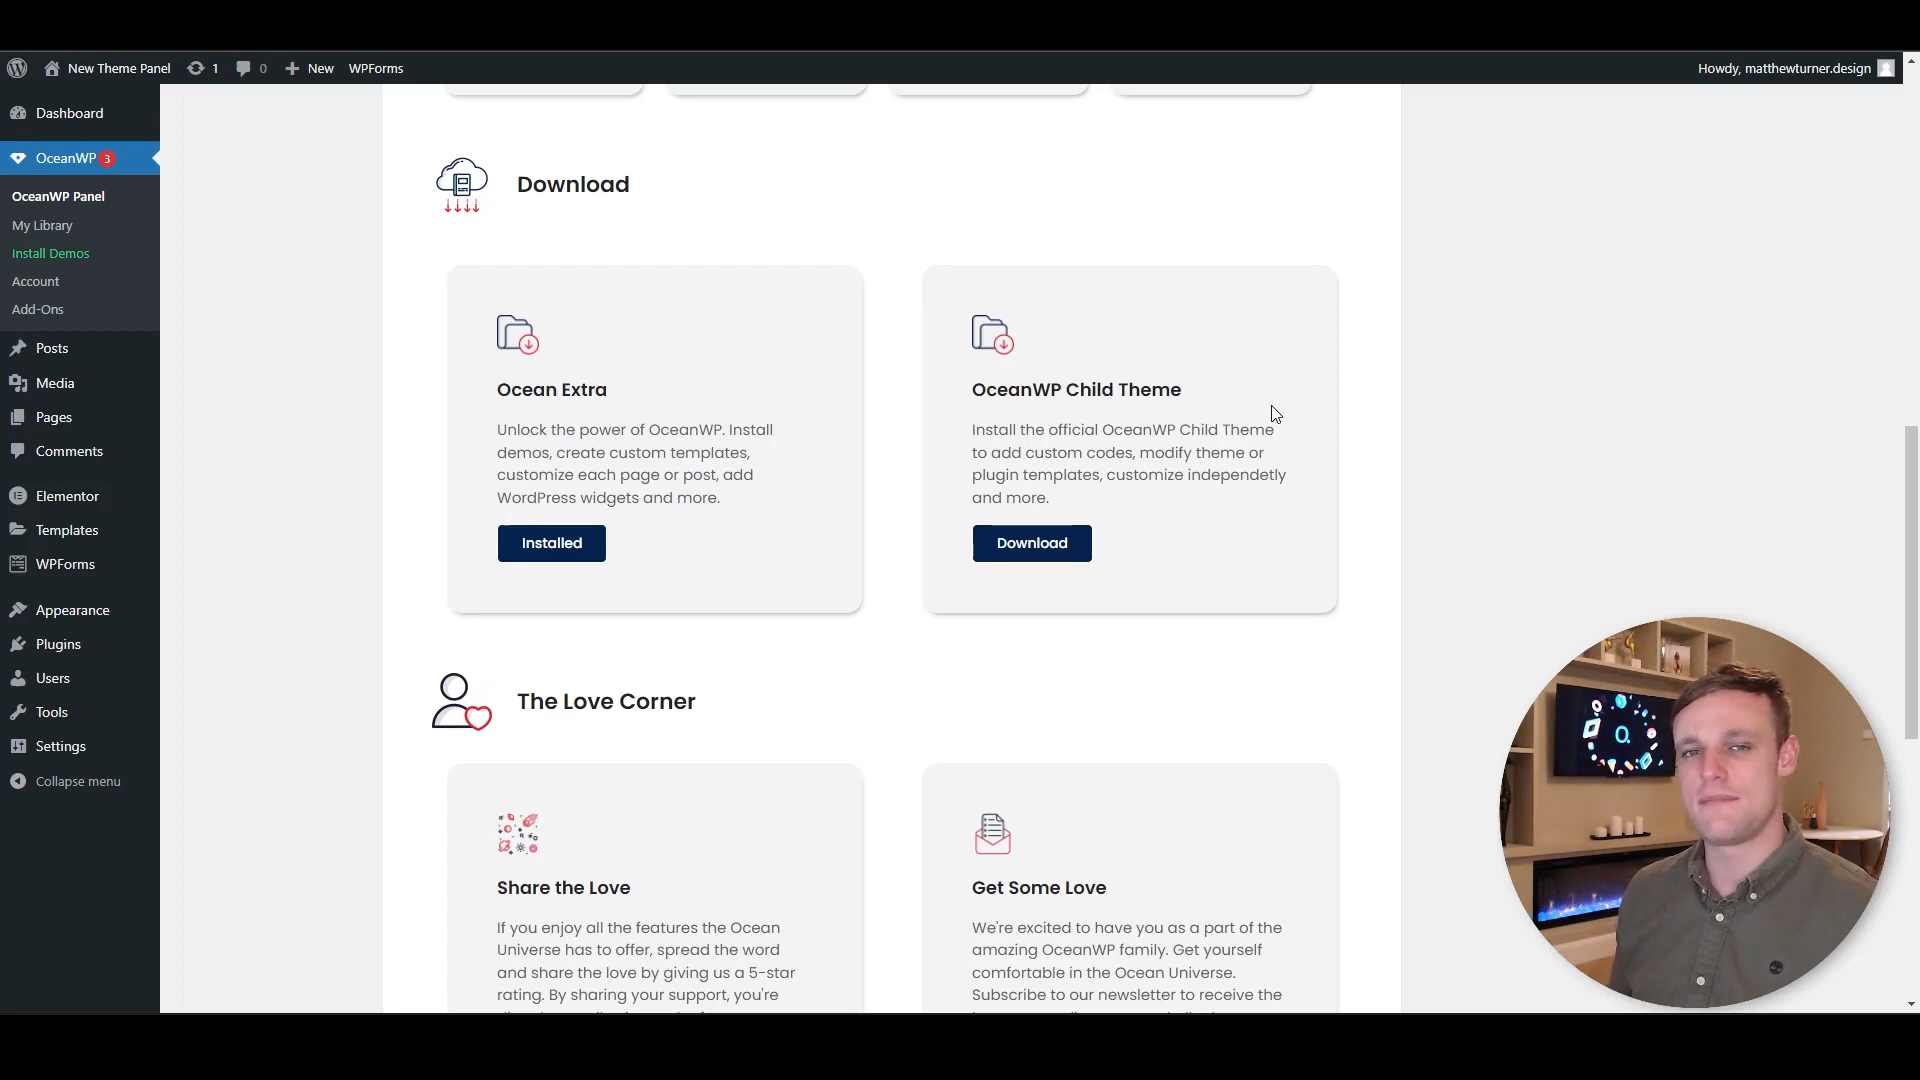 New Theme Panel 1 0 New WPForms Howdy, matthewturner.design
Dashboard
OceanWP 3
OceanWP Panel
My Library
Install Demos
Account
Add-Ons
Posts
Media
Pages
Comments
Elementor
Templates
WPForms
Appearance
Plugins
Users
Tools
Settings
Collapse menu
Download
Ocean Extra
Unlock the power of OceanWP. Install
demos, create custom templates,
customize each page or post, add
WordPress widgets and more.
Installed
OceanWP Child Theme
Install the official OceanWP Child Theme
to add custom codes, modify theme or
plugin templates, customize independetly
and more.
Download
The Love Corner
Share the Love
If you enjoy all the features the Ocean
Universe has to offer, spread the word
and share the love by giving us a 5-star
rating. By sharing your support, you're
Get Some Love
We're excited to have you as a part of the
amazing OceanWP family. Get yourself
comfortable in the Ocean Universe.
Subscribe to our newsletter to receive the